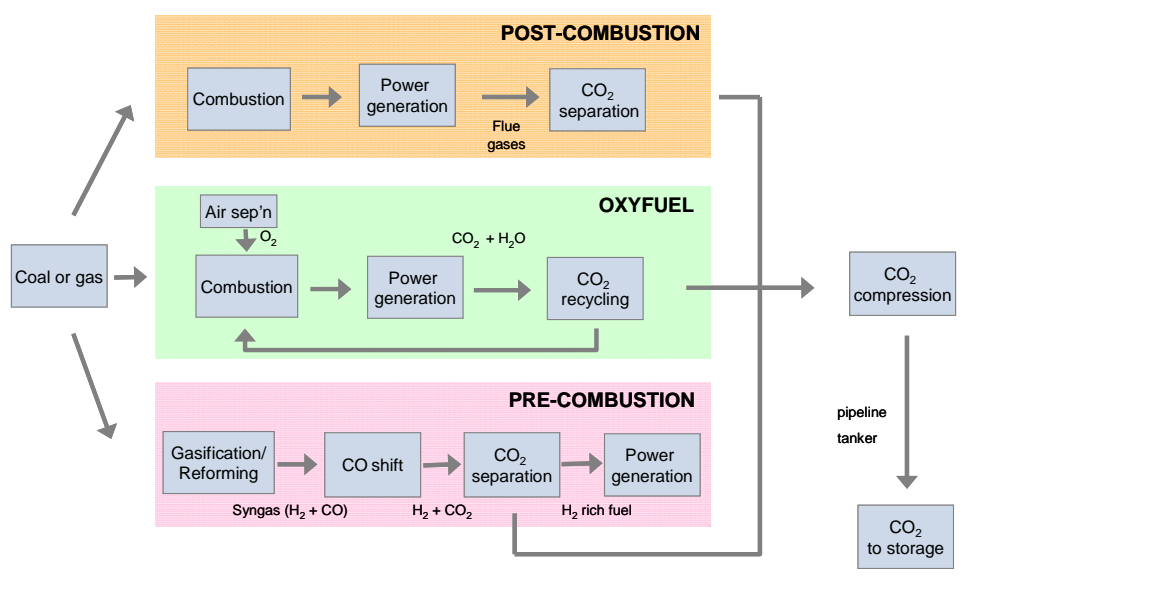 POST-COMBUSTION
Combustion
Power
generation
CO₂
separation
Flue
gases
OXYFUEL
Air sep’n
O₂
CO₂ + H₂O
Coal or gas
Combustion
Power
generation
CO₂
recycling
CO₂
compression
PRE-COMBUSTION
Gasification/
Reforming
CO shift
CO₂
separation
Power
generation
Syngas (H₂ + CO)
H₂ + CO₂
H₂ rich fuel
pipeline
tanker
CO₂
to storage